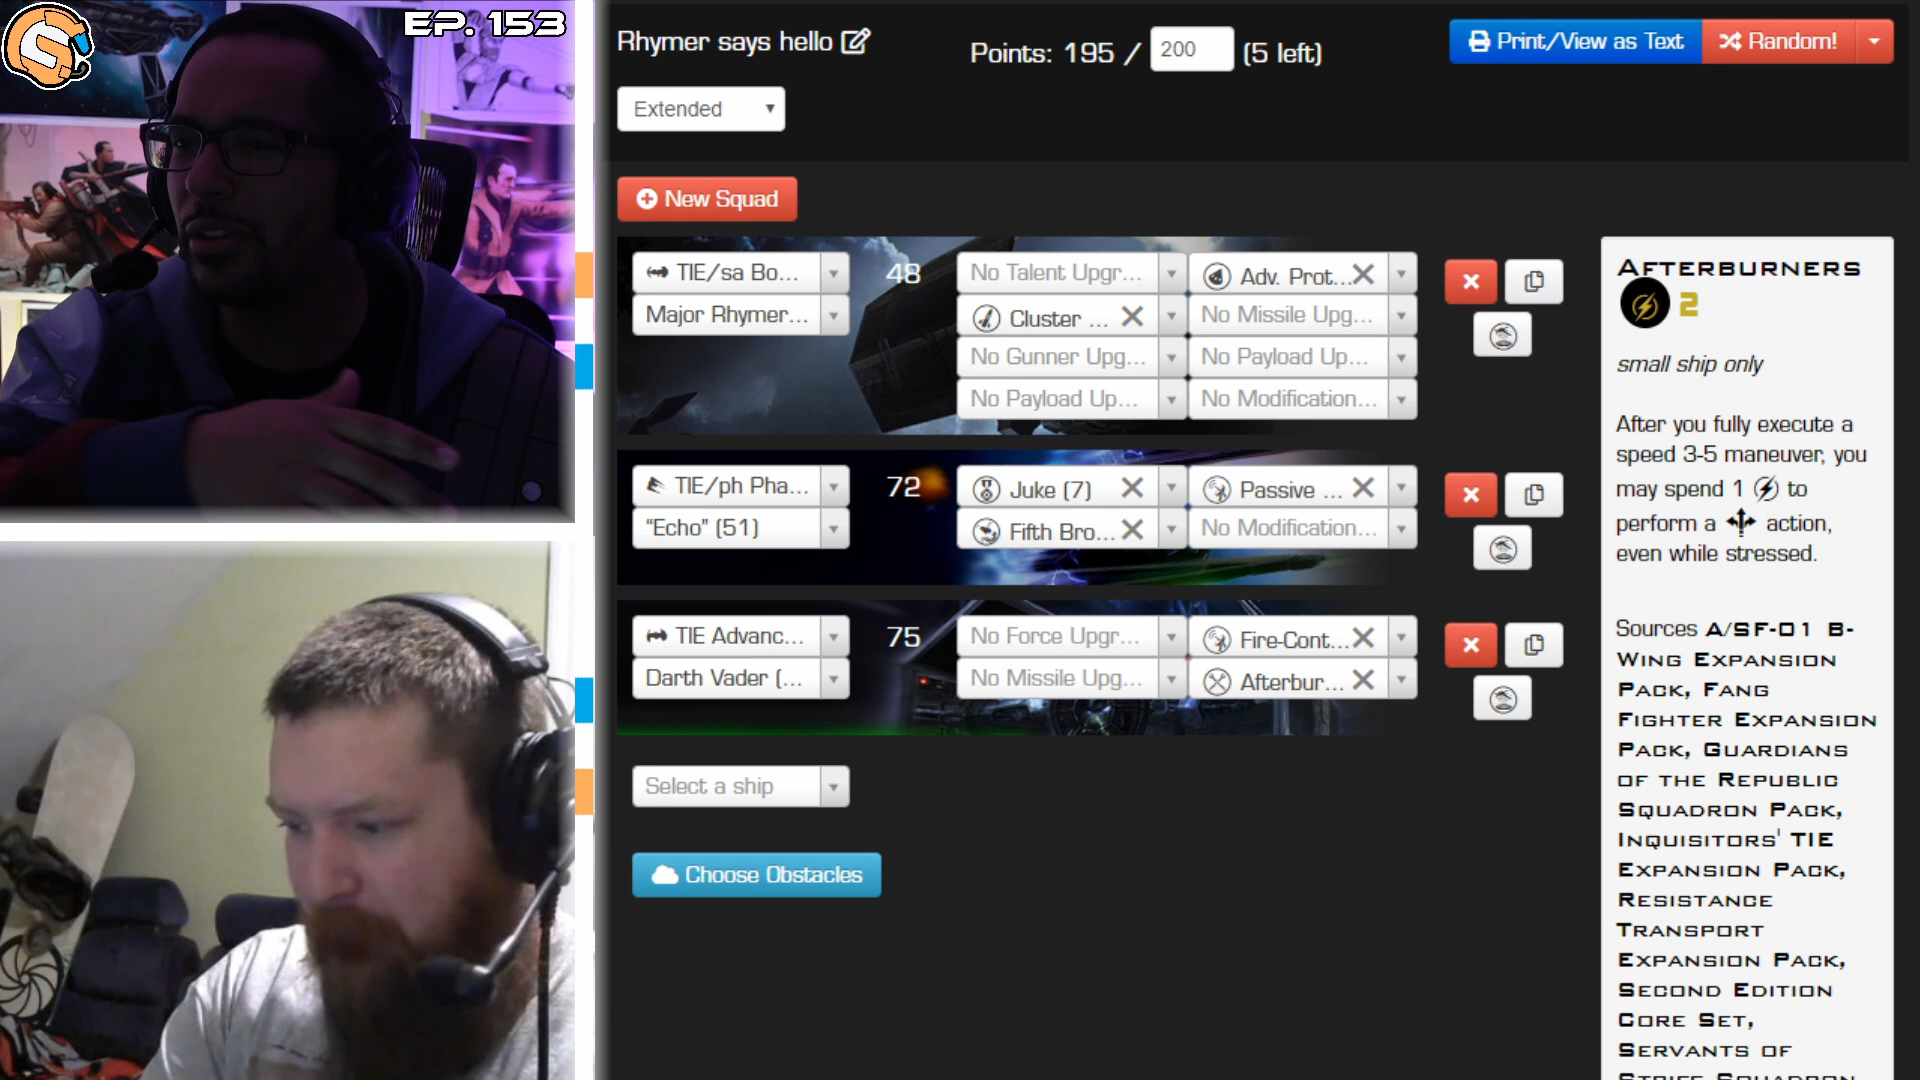 EP. 153
Rhymer says hello
Points: 195 / 200 (5 left)
Print/View as Text
Random!
Extended
New Squad
TIE/sa Bo...
48
No Talent Upgr...
Adv. Prot...
Major Rhymer...
Cluster ...
No Missile Upg...
No Gunner Upg...
No Payload Up...
No Payload Up...
No Modification...
TIE/ph Pha...
72
Juke (7)
Passive ...
“Echo” (51)
Fifth Bro...
No Modification...
TIE Advanc...
75
No Force Upgr...
Fire-Cont...
Darth Vader (...
No Missile Upg...
Afterbur...
Select a ship
Choose Obstacles
Afterburners
2
small ship only
After you fully execute a
speed 3-5 maneuver, you
may spend 1 to
perform a action,
even while stressed.
Sources A/SF-01 B-
Wing Expansion
Pack, Fang
Fighter Expansion
Pack, Guardians
of the Republic
Squadron Pack,
Inquisitors' TIE
Expansion Pack,
Resistance
Transport
Expansion Pack,
Second Edition
Core Set,
Servants of
Strife Squadron